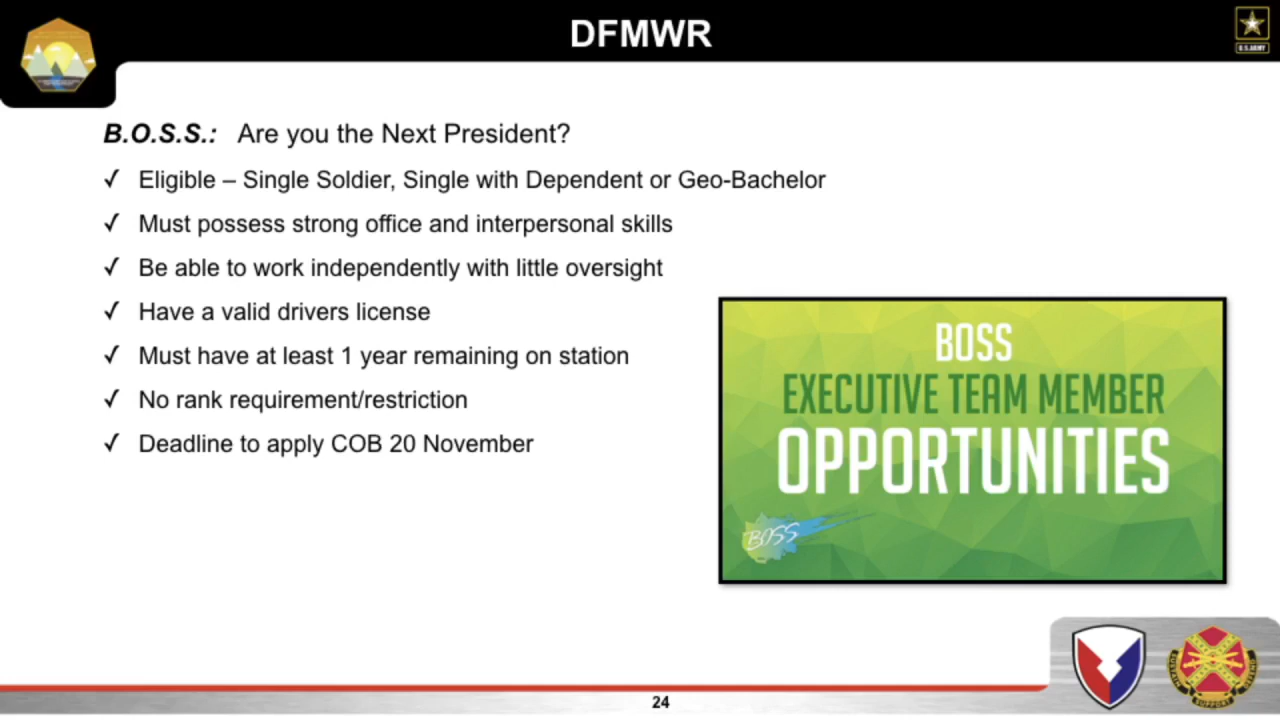 DFMWR
U.S.ARMY
B.O.S.S.: Are you the Next President?
✓ Eligible – Single Soldier, Single with Dependent or Geo-Bachelor
✓ Must possess strong office and interpersonal skills
✓ Be able to work independently with little oversight
✓ Have a valid drivers license
✓ Must have at least 1 year remaining on station
✓ No rank requirement/restriction
✓ Deadline to apply COB 20 November
BOSS
EXECUTIVE TEAM MEMBER
OPPORTUNITIES
BOSS
SUPPORT
24